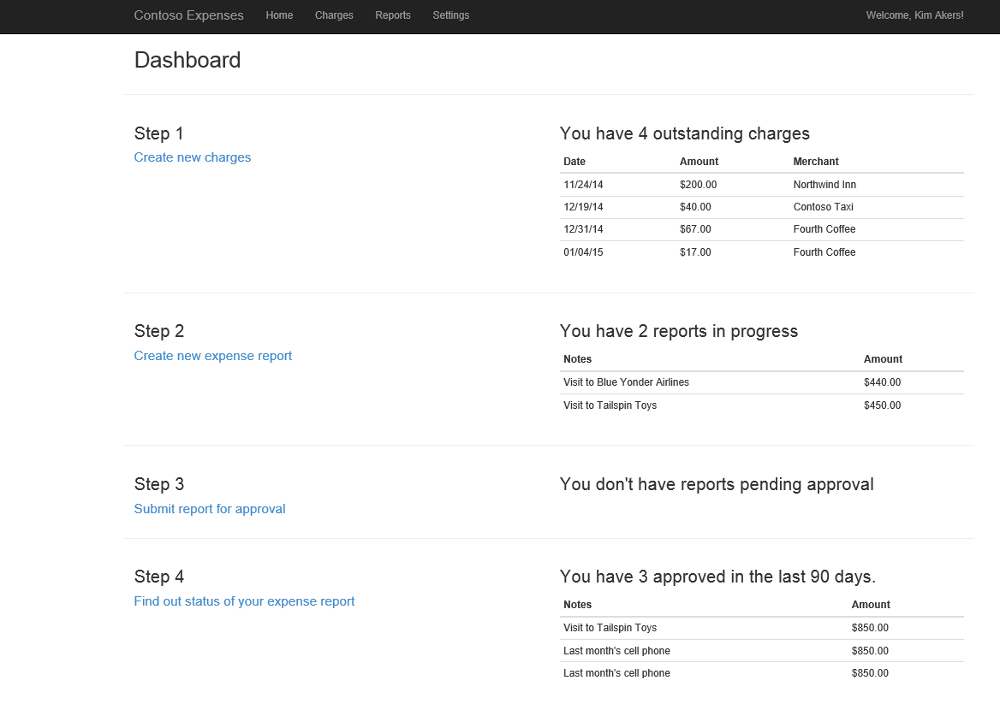 Contoso Expenses Home Charges Reports Settings Welcome, Kim Akers!
Dashboard
Step 1
Create new charges
You have 4 outstanding charges
Date Amount Merchant
11/24/14 $200.00 Northwind Inn
12/19/14 $40.00 Contoso Taxi
12/31/14 $67.00 Fourth Coffee
01/04/15 $17.00 Fourth Coffee
Step 2
Create new expense report
You have 2 reports in progress
Notes Amount
Visit to Blue Yonder Airlines $440.00
Visit to Tailspin Toys $450.00
Step 3
Submit report for approval
You don't have reports pending approval
Step 4
Find out status of your expense report
You have 3 approved in the last 90 days.
Notes Amount
Visit to Tailspin Toys $850.00
Last month's cell phone $850.00
Last month's cell phone $850.00